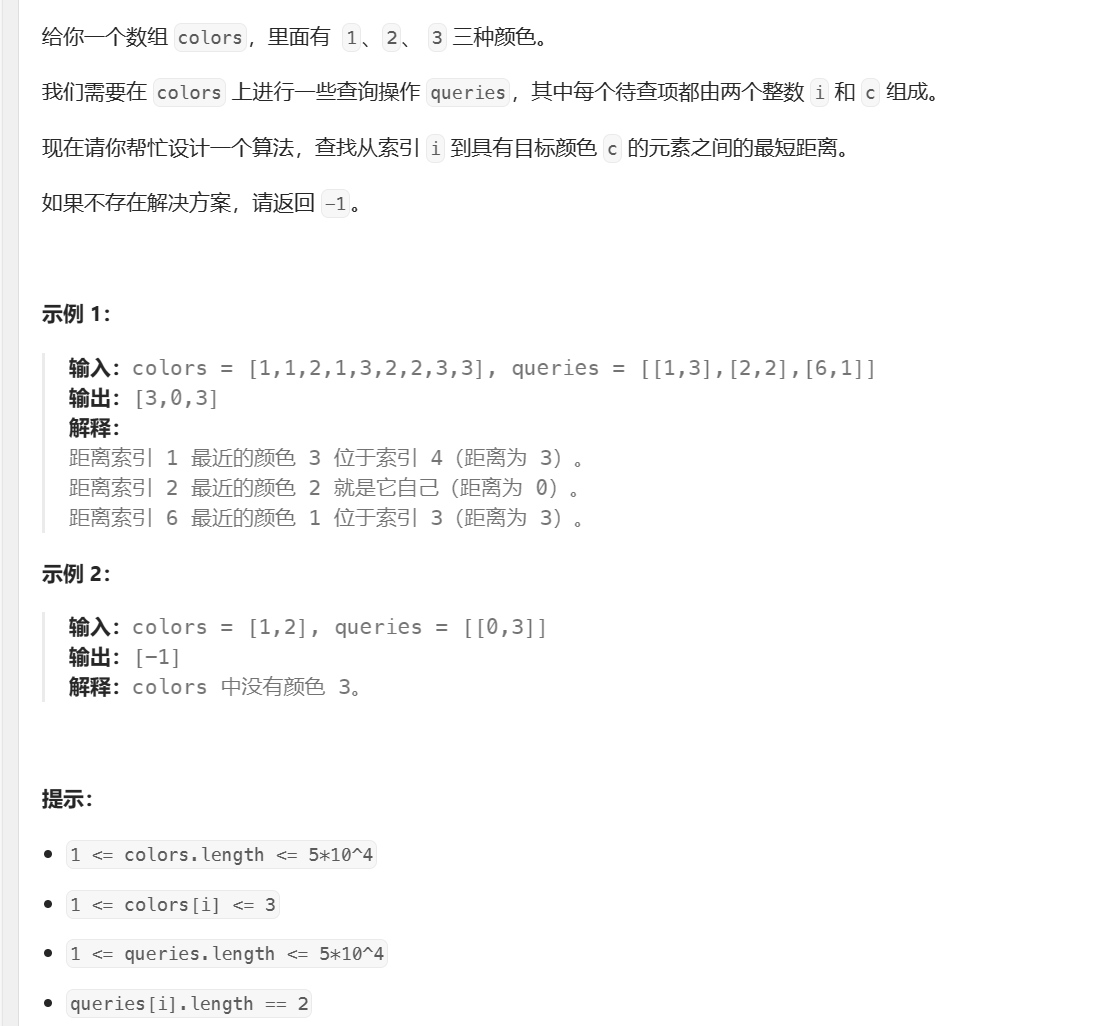 给你一个数组 colors，里面有  1、2、 3 三种颜色。
我们需要在 colors 上进行一些查询操作 queries，其中每个待查项都由两个整数 i 和 c 组成。
现在请你帮忙设计一个算法，查找从索引 i 到具有目标颜色 c 的元素之间的最短距离。
如果不存在解决方案，请返回 -1。
示例 1：
输入：colors = [1,1,2,1,3,2,2,3,3], queries = [[1,3],[2,2],[6,1]]
输出：[3,0,3]
解释：
距离索引 1 最近的颜色 3 位于索引 4（距离为 3）。
距离索引 2 最近的颜色 2 就是它自己（距离为 0）。
距离索引 6 最近的颜色 1 位于索引 3（距离为 3）。
示例 2：
输入：colors = [1,2], queries = [[0,3]]
输出：[-1]
解释：colors 中没有颜色 3。
提示：
• 1 <= colors.length <= 5*10^4
• 1 <= colors[i] <= 3
• 1 <= queries.length <= 5*10^4
• queries[i].length == 2